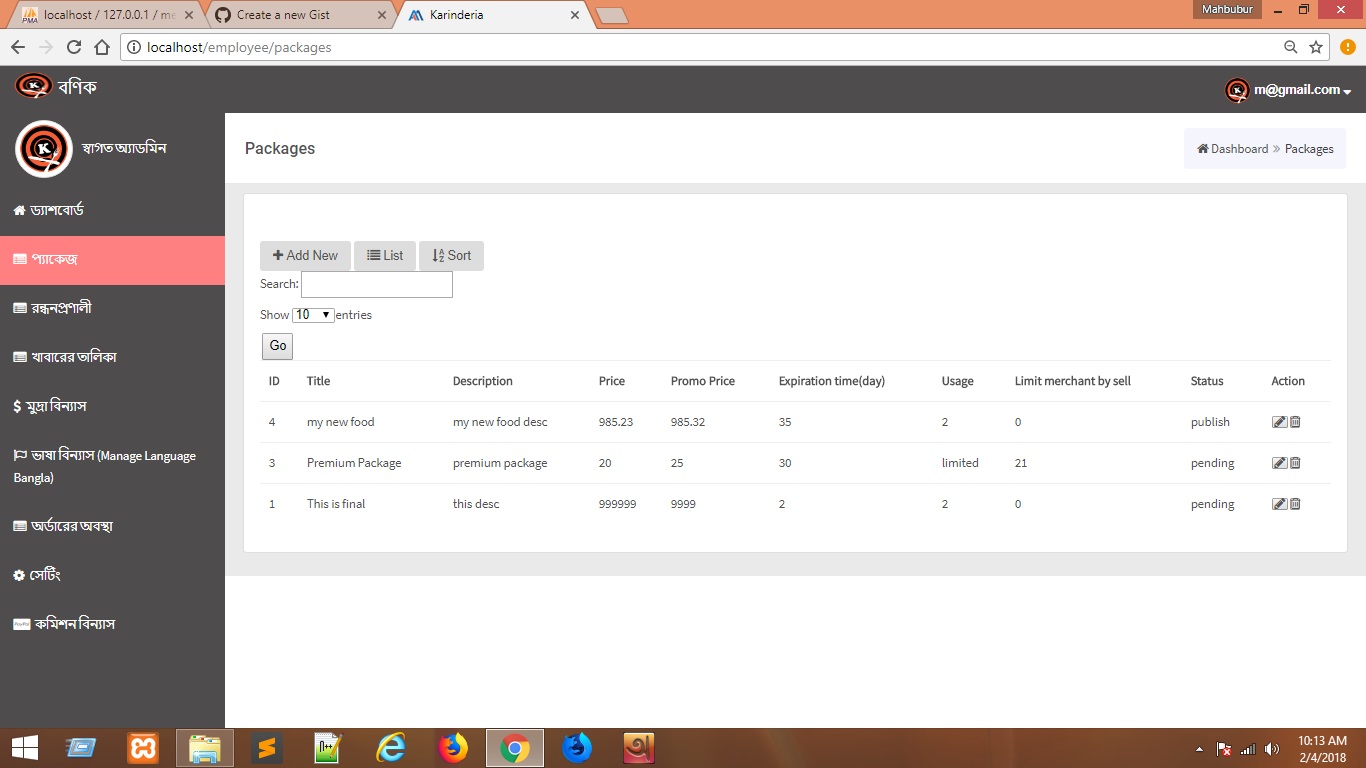 localhost / 127.0.0.1 / me
Create a new Gist
Karinderia
Mahbubur
localhost/employee/packages
বণিক
m@gmail.com
স্বাগত অ্যাডমিন
Packages
Dashboard » Packages
ড্যাশবোর্ড
প্যাকেজ
রন্ধনপ্রণালী
খাবারের তালিকা
$ মুদ্রা বিন্যাস
ভাষা বিন্যাস (Manage Language
Bangla)
অর্ডারের অবস্থা
সেটিং
কমিশন বিন্যাস
Add New List Sort
Search:
Show 10 entries
Go
ID Title Description Price Promo Price Expiration time(day) Usage Limit merchant by sell Status Action
4 my new food my new food desc 985.23 985.32 35 2 0 publish
3 Premium Package premium package 20 25 30 limited 21 pending
1 This is final this desc 999999 9999 2 2 0 pending
10:13 AM
2/4/2018